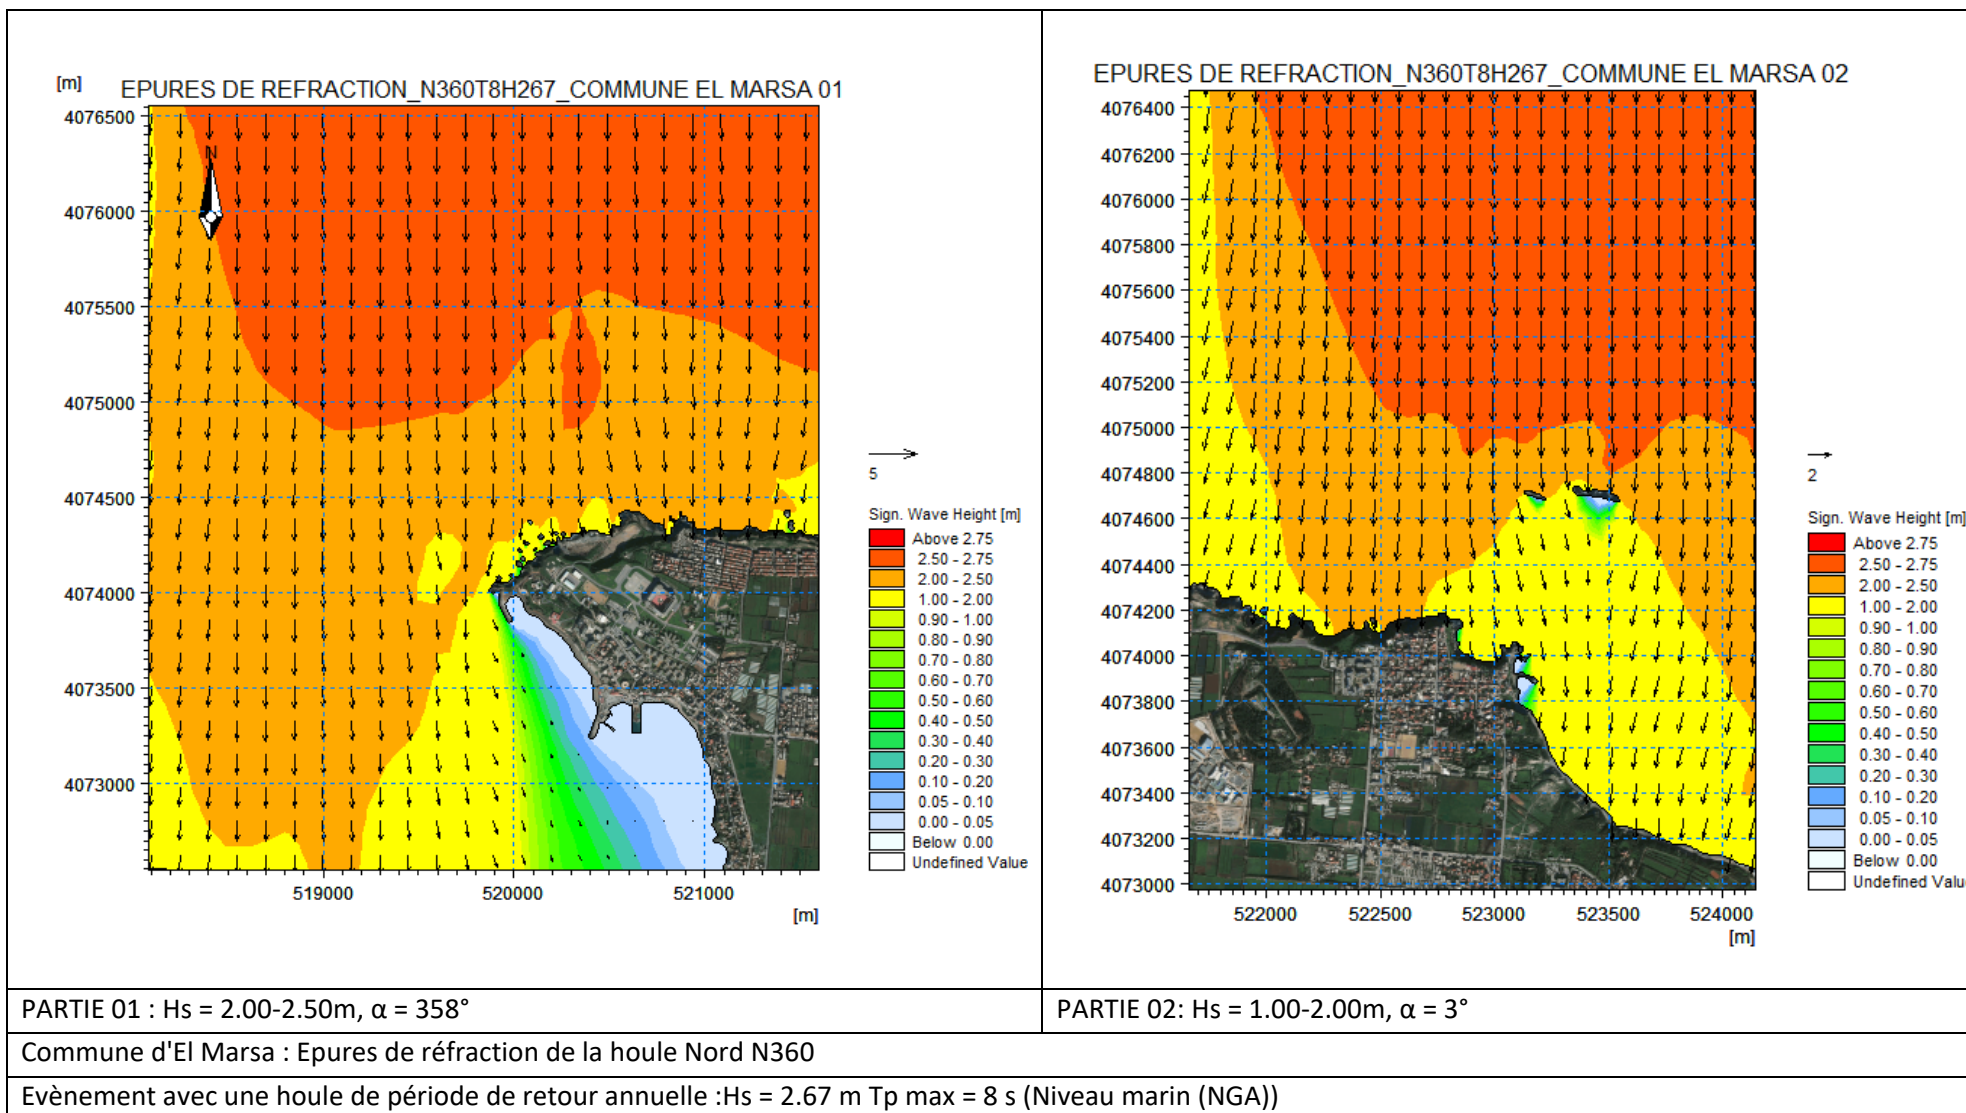 [m]
EPURES DE REFRACTION_N360T8H267_COMMUNE EL MARSA 01
4076500
4076000
4075500
4075000
4074500
4074000
4073500
4073000
N
519000
520000
521000
[m]
5
Sign. Wave Height [m]
Above 2.75
2.50 - 2.75
2.00 - 2.50
1.00 - 2.00
0.90 - 1.00
0.80 - 0.90
0.70 - 0.80
0.60 - 0.70
0.50 - 0.60
0.40 - 0.50
0.30 - 0.40
0.20 - 0.30
0.10 - 0.20
0.05 - 0.10
0.00 - 0.05
Below 0.00
Undefined Value
EPURES DE REFRACTION_N360T8H267_COMMUNE EL MARSA 02
4076400
4076200
4076000
4075800
4075600
4075400
4075200
4075000
4074800
4074600
4074400
4074200
4074000
4073800
4073600
4073400
4073200
4073000
522000
522500
523000
523500
524000
[m]
2
Sign. Wave Height [m]
Above 2.75
2.50 - 2.75
2.00 - 2.50
1.00 - 2.00
0.90 - 1.00
0.80 - 0.90
0.70 - 0.80
0.60 - 0.70
0.50 - 0.60
0.40 - 0.50
0.30 - 0.40
0.20 - 0.30
0.10 - 0.20
0.05 - 0.10
0.00 - 0.05
Below 0.00
Undefined Valu
PARTIE 01 : Hs = 2.00-2.50m, α = 358°
PARTIE 02: Hs = 1.00-2.00m, α = 3°
Commune d'El Marsa : Epures de réfraction de la houle Nord N360
Evènement avec une houle de période de retour annuelle :Hs = 2.67 m Tp max = 8 s (Niveau marin (NGA))